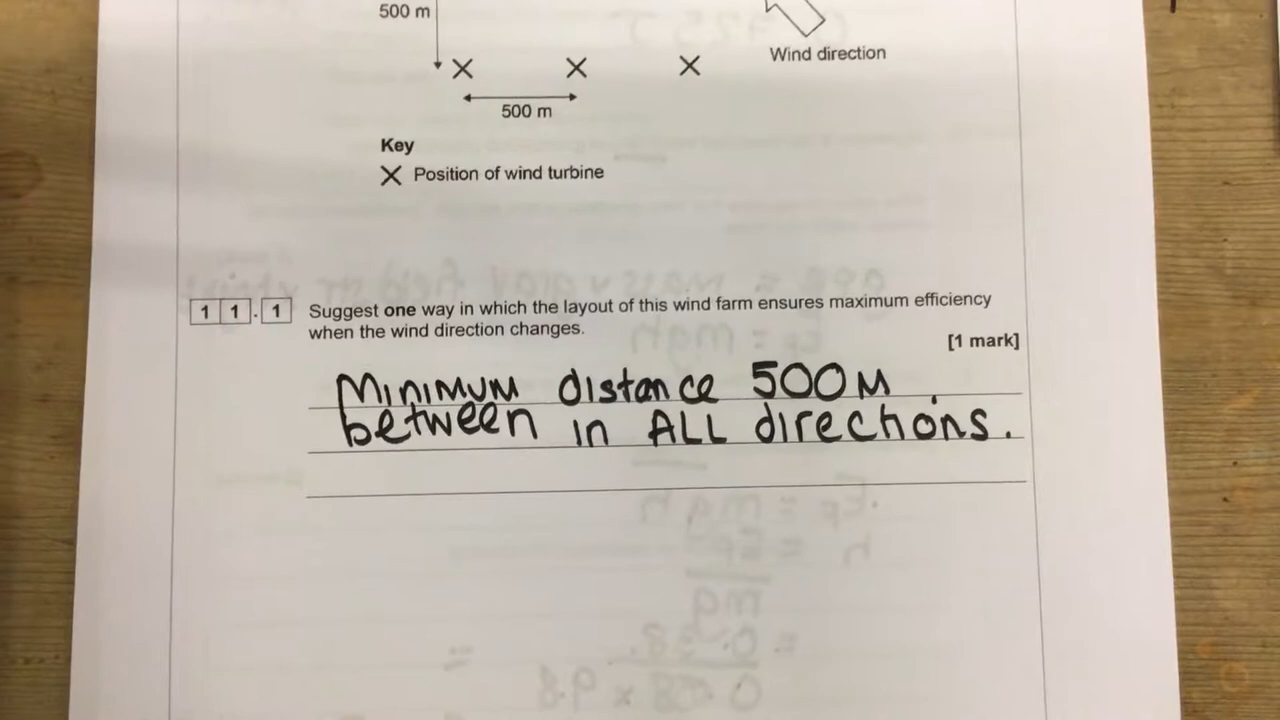 500 m
Wind direction
500 m
Key
Position of wind turbine
1 1 . 1 Suggest one way in which the layout of this wind farm ensures maximum efficiency
when the wind direction changes.
[1 mark]
Minimum distance 500m
between in ALL directions.